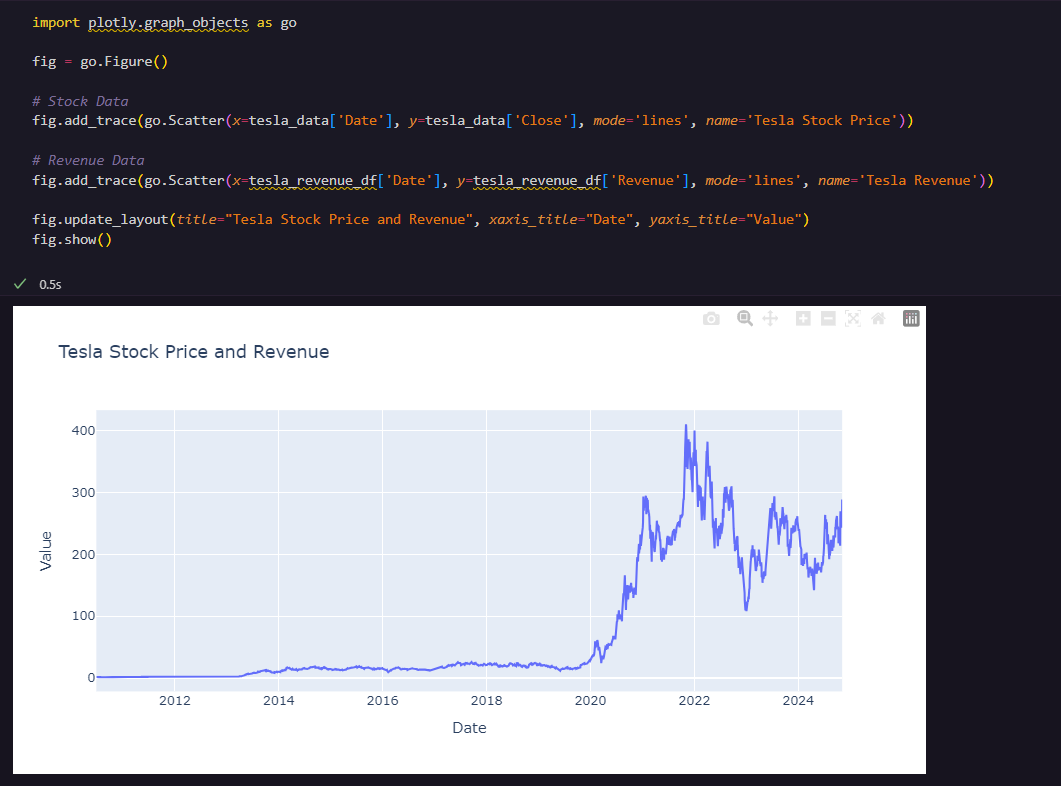 import plotly.graph_objects as go
fig = go.Figure()
# Stock Data
fig.add_trace(go.Scatter(x=tesla_data['Date'], y=tesla_data['Close'], mode='lines', name='Tesla Stock Price'))
# Revenue Data
fig.add_trace(go.Scatter(x=tesla_revenue_df['Date'], y=tesla_revenue_df['Revenue'], mode='lines', name='Tesla Revenue'))
fig.update_layout(title="Tesla Stock Price and Revenue", xaxis_title="Date", yaxis_title="Value")
fig.show()
0.5s
Tesla Stock Price and Revenue
400
300
200
100
0
Value
2012 2014 2016 2018 2020 2022 2024
Date